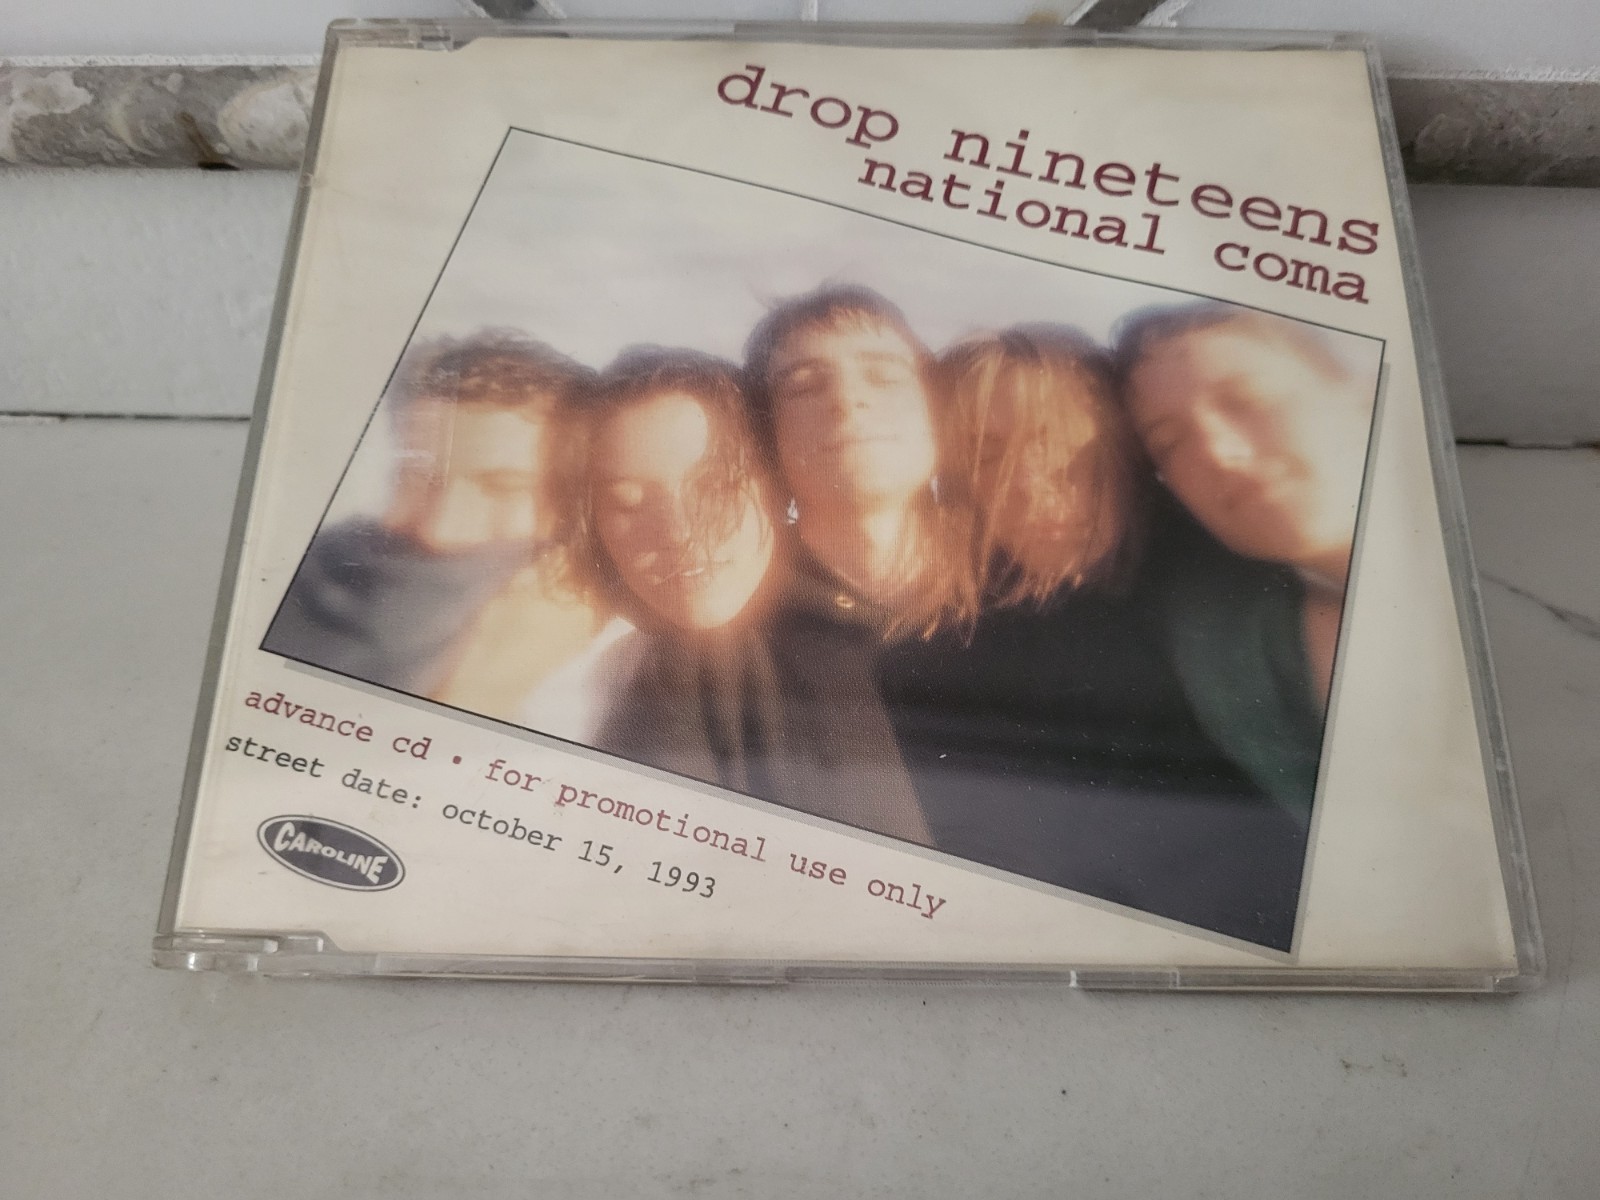 drop nineteens
national coma
advance cd • for promotional use only
street date: october 15, 1993
CAROLINE